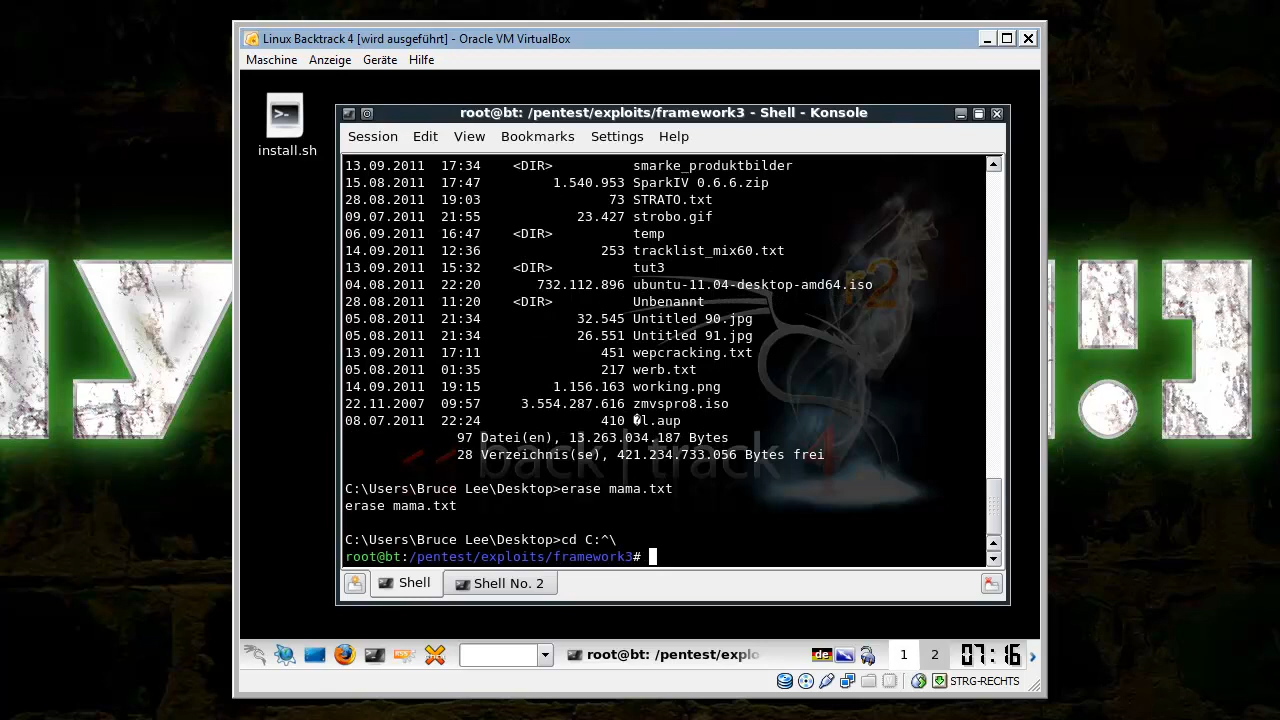 Linux Backtrack 4 [wird ausgeführt] - Oracle VM VirtualBox
Maschine Anzeige Geräte Hilfe
install.sh
root@bt: /pentest/exploits/framework3 - Shell - Konsole
Session Edit View Bookmarks Settings Help
13.09.2011 17:34 <DIR> smarke_produktbilder
15.08.2011 17:47 1.540.953 SparkIV 0.6.6.zip
28.08.2011 19:03 73 STRATO.txt
09.07.2011 21:55 23.427 strobo.gif
06.09.2011 16:47 <DIR> temp
14.09.2011 12:36 253 tracklist_mix60.txt
13.09.2011 15:32 <DIR> tut3
04.08.2011 22:20 732.112.896 ubuntu-11.04-desktop-amd64.iso
28.08.2011 11:20 <DIR> Unbenannt
05.08.2011 21:34 32.545 Untitled 90.jpg
05.08.2011 21:34 26.551 Untitled 91.jpg
13.09.2011 17:11 451 wepcracking.txt
05.08.2011 01:35 217 werb.txt
14.09.2011 19:15 1.156.163 working.png
22.11.2007 09:57 3.554.287.616 zmvspro8.iso
08.07.2011 22:24 410 �l.aup
97 Datei(en), 13.263.034.187 Bytes
28 Verzeichnis(se), 421.234.733.056 Bytes frei
C:\Users\Bruce Lee\Desktop>erase mama.txt
erase mama.txt
C:\Users\Bruce Lee\Desktop>cd C:^\
root@bt:/pentest/exploits/framework3#
r2
<< back | track 4
Shell Shell No. 2
root@bt: /pentest/explo
de
1 2
07:16
STRG-RECHTS